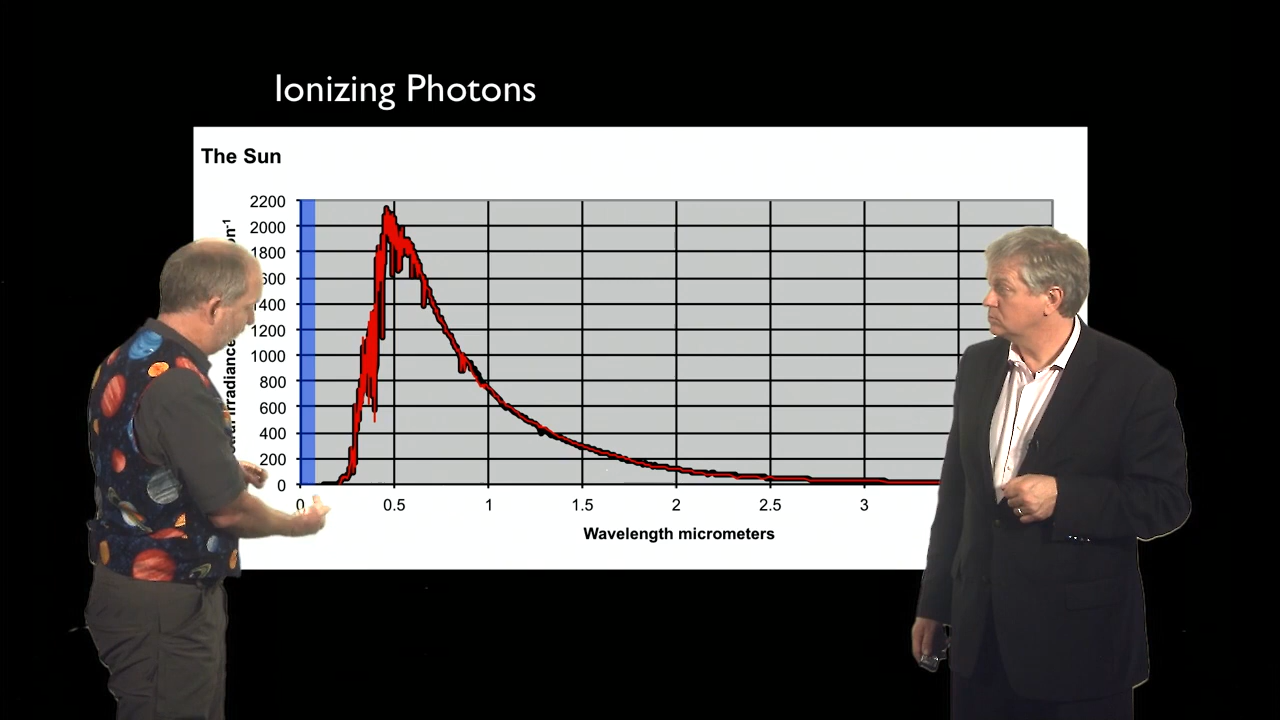 Ionizing Photons
The Sun
2200
2000
1800
1400
1200
1000
800
600
400
200
0
0 0.5 1 1.5 2 2.5 3
Wavelength micrometers